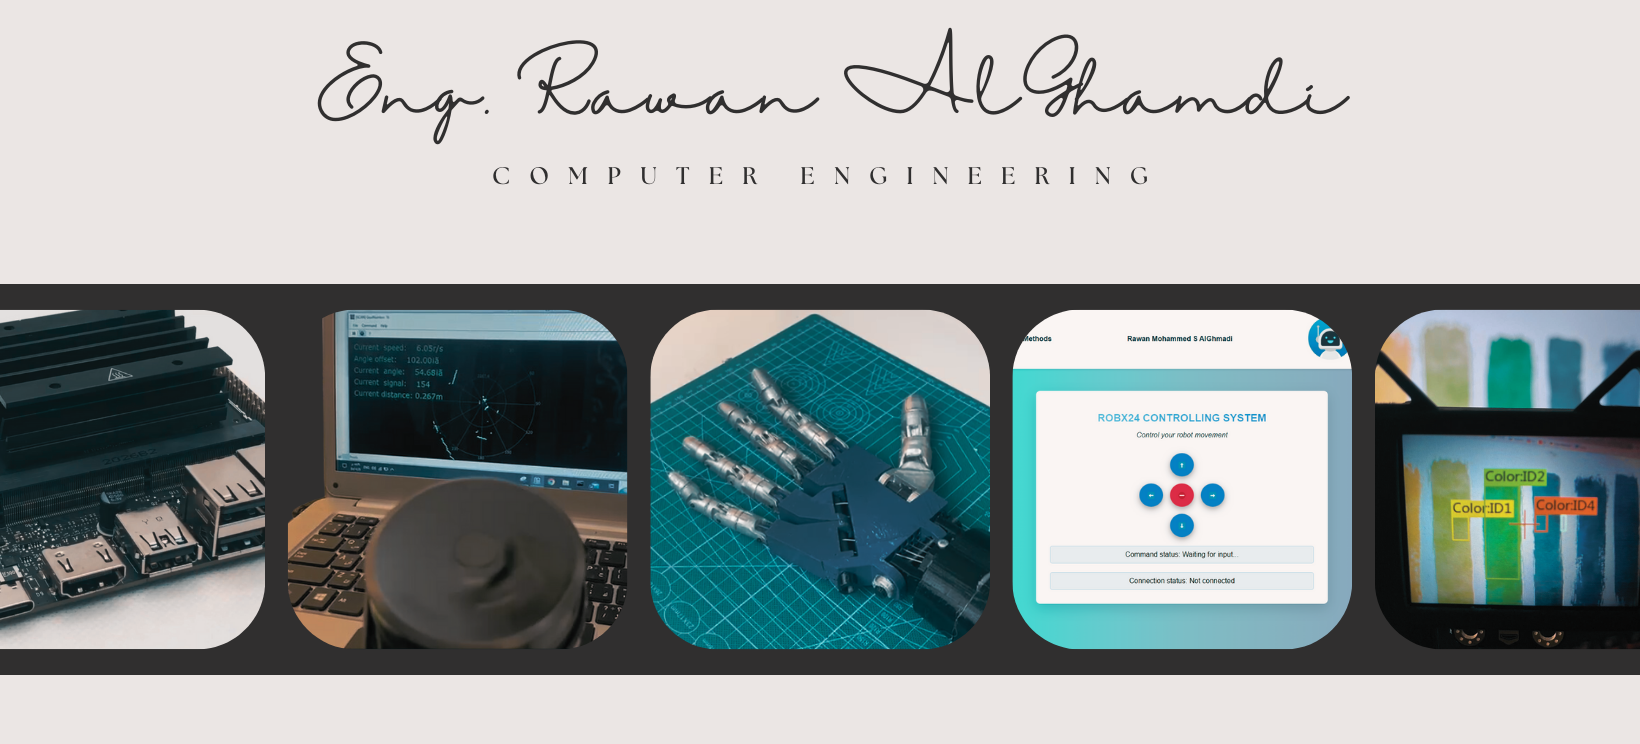 Eng. Rawan AlGhamdi
COMPUTER ENGINEERING
Current speed: 6.05r/s
Angle offset: 102.00iã
Current angle: 54.68iã
Current signal: 154
Current distance: 0.267m
Methods
Rawan Mohammed S AlGhmadi
ROBX24 CONTROLLING SYSTEM
Control your robot movement
Command status: Waiting for input...
Connection status: Not connected
Color:ID2
Color:ID1
Color:ID4